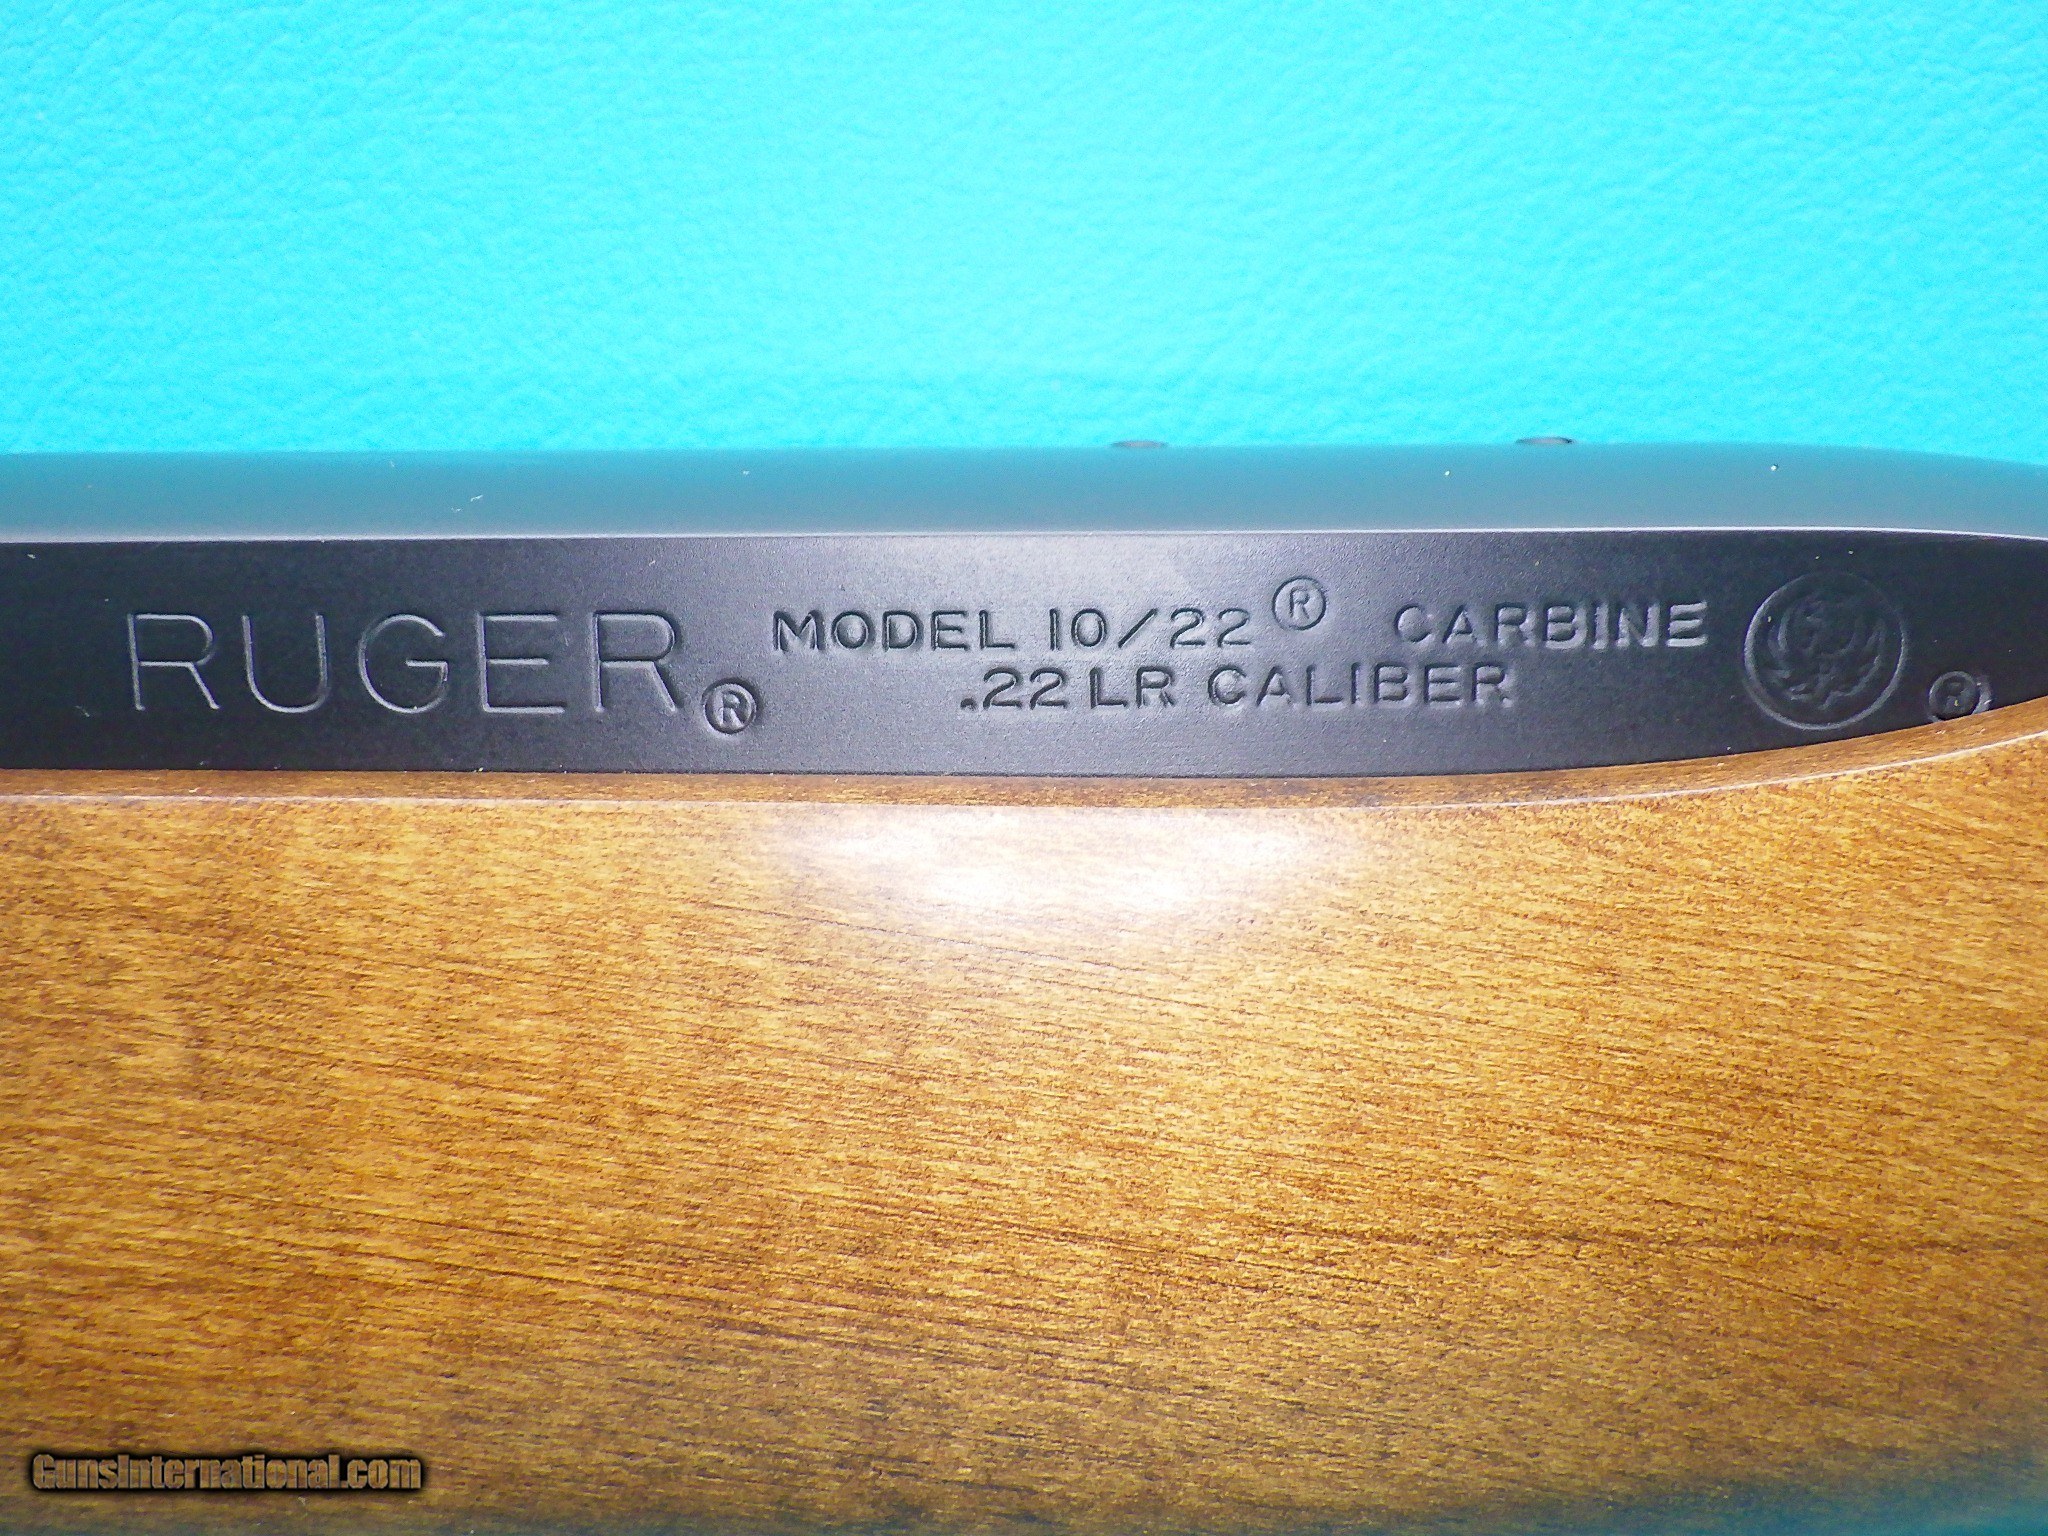 RUGER® MODEL 10/22® CARBINE
.22 LR CALIBER ®
GunsInternational.com